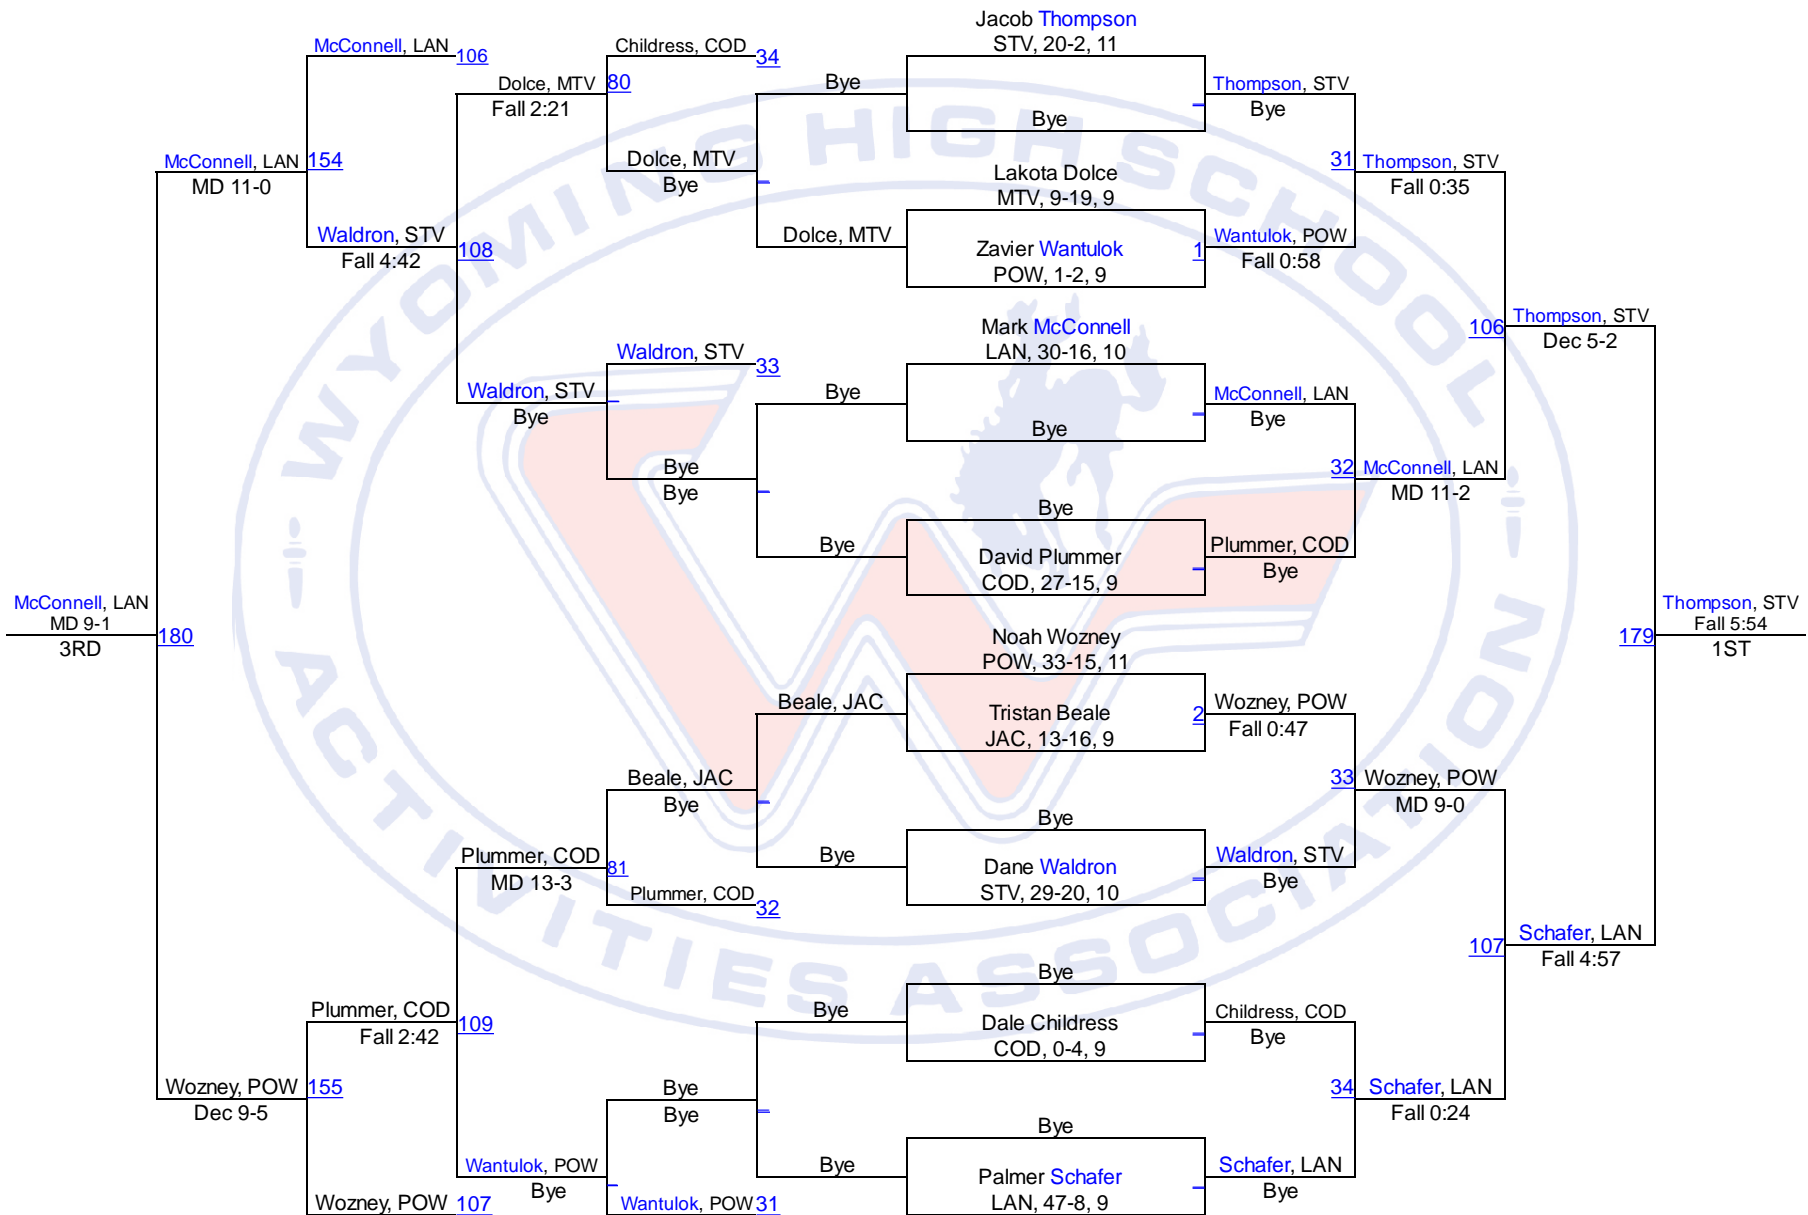 Jacob Thompson
STV, 20-2, 11
McConnell, LAN 106
Childress, COD 34
Dolce, MTV 80
Fall 2:21
Bye
Thompson, STV
Bye
Bye
McConnell, LAN 154
MD 11-0
Dolce, MTV
Bye
Lakota Dolce
MTV, 9-19, 9
31 Thompson, STV
Fall 0:35
Waldron, STV 108
Fall 4:42
Dolce, MTV
Zavier Wantulok 1
POW, 1-2, 9
Wantulok, POW
Fall 0:58
Mark McConnell
LAN, 30-16, 10
106 Thompson, STV
Dec 5-2
Waldron, STV 33
Waldron, STV
Bye
Bye
Bye
McConnell, LAN
Bye
Bye
Bye
32 McConnell, LAN
MD 11-2
Bye
Bye
David Plummer
COD, 27-15, 9
Plummer, COD
Bye
McConnell, LAN
MD 9-1
3RD
180
Noah Wozney
POW, 33-15, 11
179
Thompson, STV
Fall 5:54
1ST
Beale, JAC
Tristan Beale 2
JAC, 13-16, 9
Wozney, POW
Fall 0:47
Beale, JAC
Bye
33 Wozney, POW
MD 9-0
Plummer, COD 81
MD 13-3
Bye
Bye
Dane Waldron
STV, 29-20, 10
Waldron, STV
Bye
Plummer, COD 32
107 Schafer, LAN
Fall 4:57
Plummer, COD 109
Fall 2:42
Bye
Bye
Dale Childress
COD, 0-4, 9
Childress, COD
Bye
Wozney, POW 155
Dec 9-5
Bye
Bye
34 Schafer, LAN
Fall 0:24
Wantulok, POW
Bye
Bye
Bye
Palmer Schafer
LAN, 47-8, 9
Schafer, LAN
Bye
Wozney, POW 107
Wantulok, POW 31
WYOMING HIGH SCHOOL
ACTIVITIES ASSOCIATION